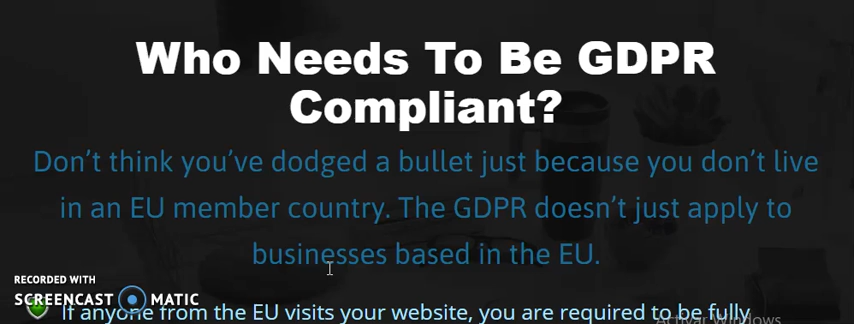 Who Needs To Be GDPR
Compliant?
Don't think you've dodged a bullet just because you don't live
in an EU member country. The GDPR doesn't just apply to
businesses based in the EU.
RECORDED WITH
SCREENCAST MATIC
If anyone from the EU visits your website, you are required to be fully
Activar Windows